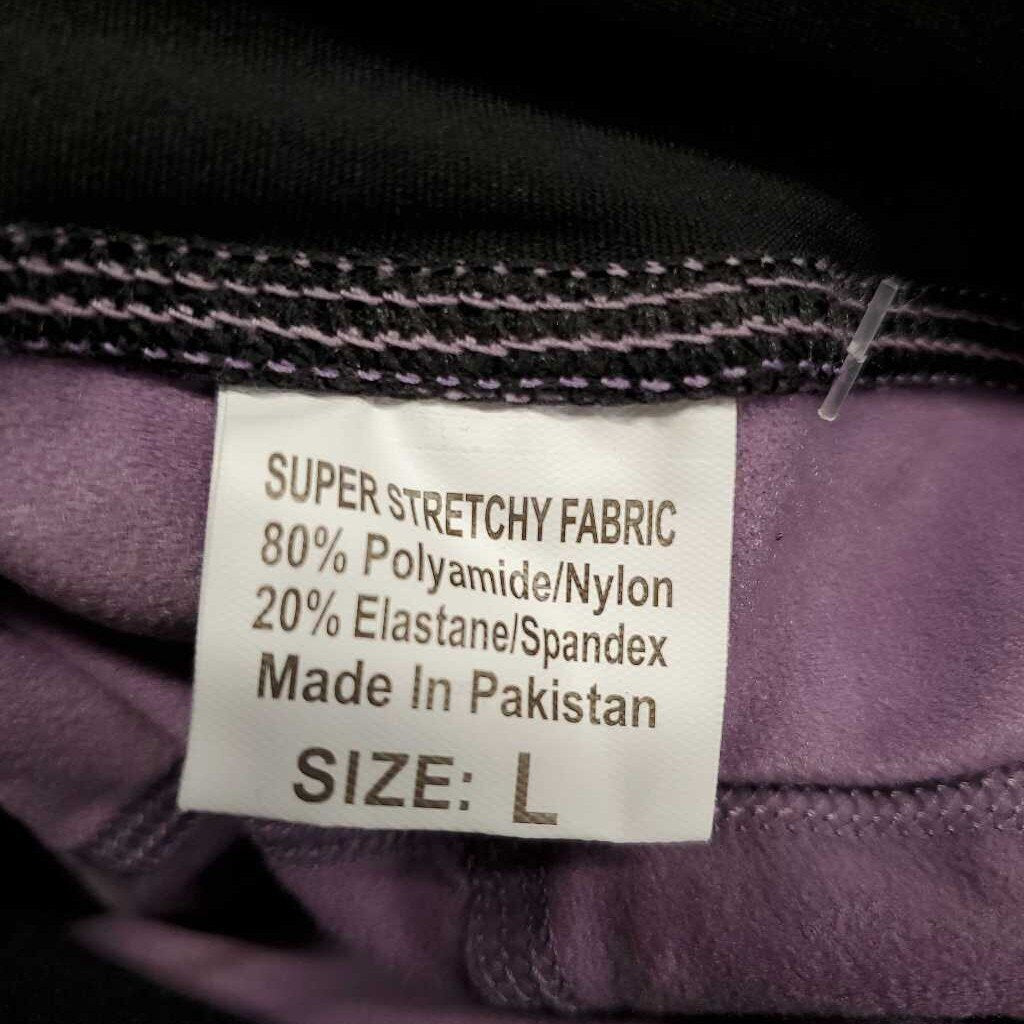 SUPER STRETCHY FABRIC
80% Polyamide/Nylon
20% Elastane/Spandex
Made In Pakistan
SIZE: L